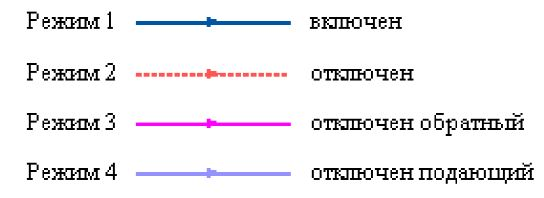 Режим 1 включен
Режим 2 отключен
Режим 3 отключен обратный
Режим 4 отключен подающий